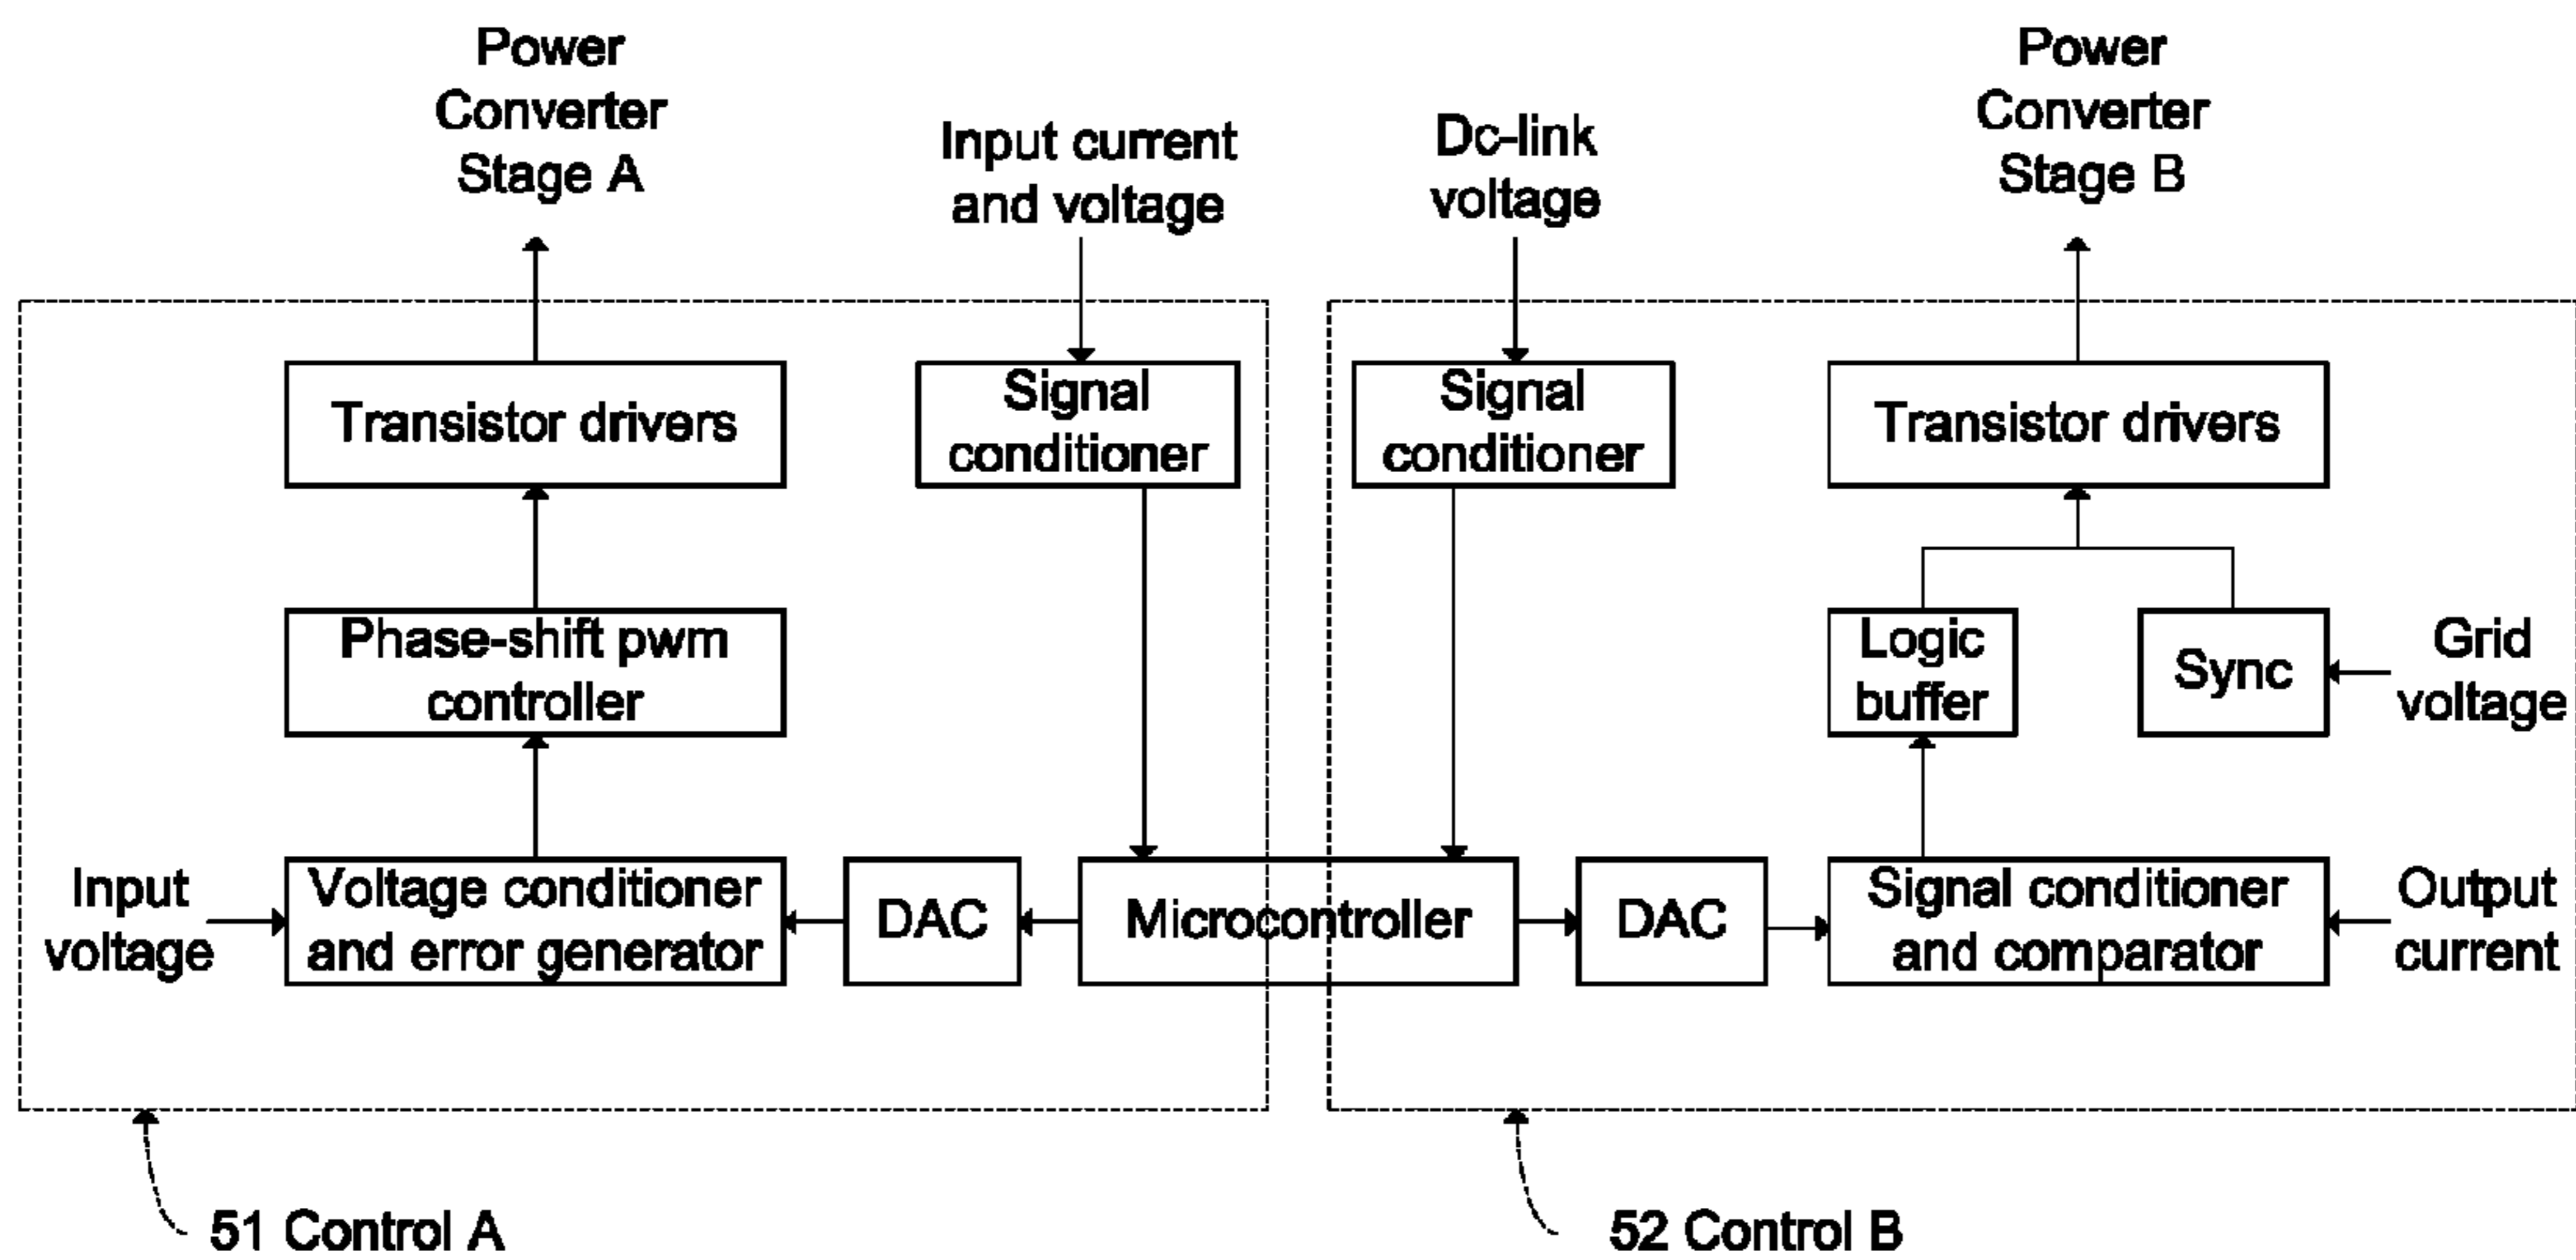 Power
Converter
Stage A
Input current
and voltage
Dc-link
voltage
Power
Converter
Stage B
Transistor drivers
Signal
conditioner
Signal
conditioner
Transistor drivers
Phase-shift pwm
controller
Logic
buffer
Sync
Grid
voltage
Input
voltage
Voltage conditioner
and error generator
DAC
Microcontroller
DAC
Signal conditioner
and comparator
Output
current
51 Control A
52 Control B